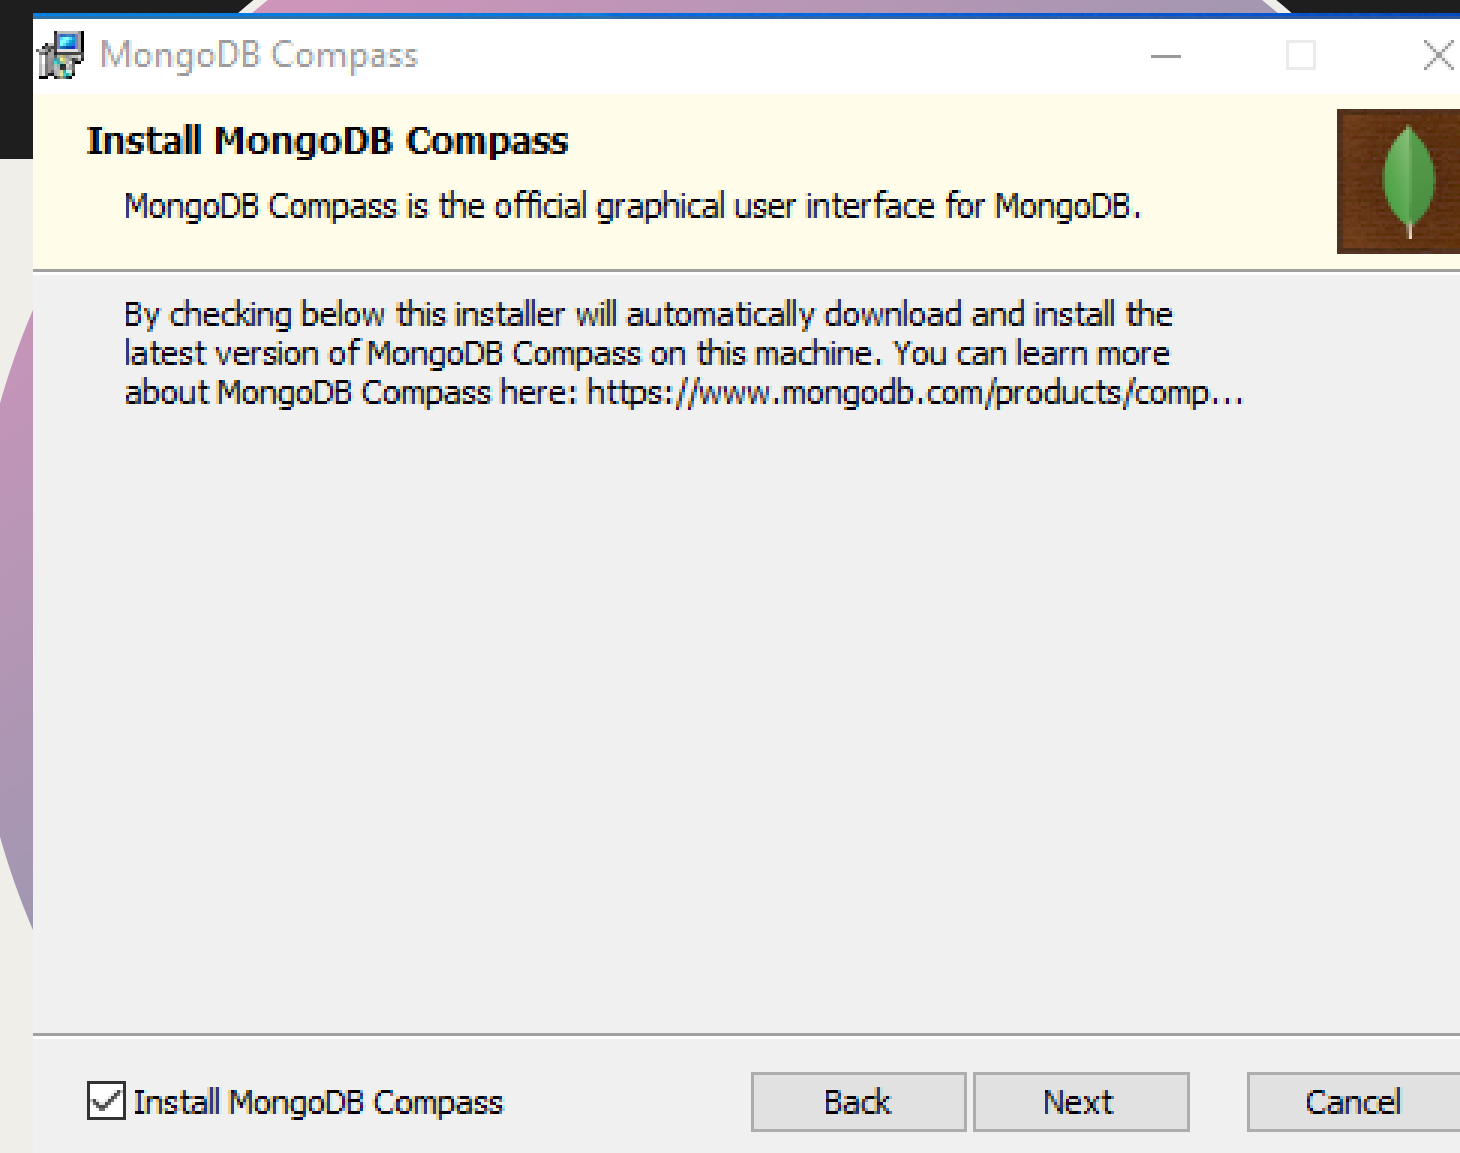 MongoDB Compass
Install MongoDB Compass
MongoDB Compass is the official graphical user interface for MongoDB.
By checking below this installer will automatically download and install the
latest version of MongoDB Compass on this machine. You can learn more
about MongoDB Compass here: https://www.mongodb.com/products/comp...
Install MongoDB Compass
Back
Next
Cancel